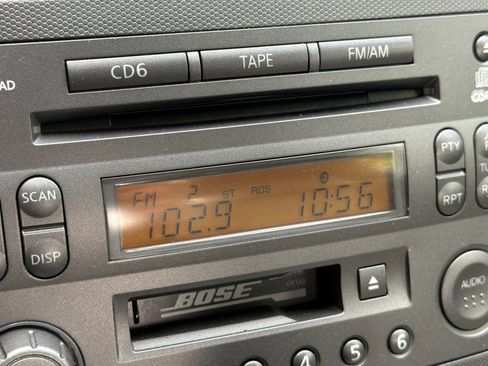 CD6 TAPE FM/AM
AD
SCAN
DISP
FM 2 ST. RDS
102.9 10:56
PTY
RPT
BOSE
AUDIO
4 5 6